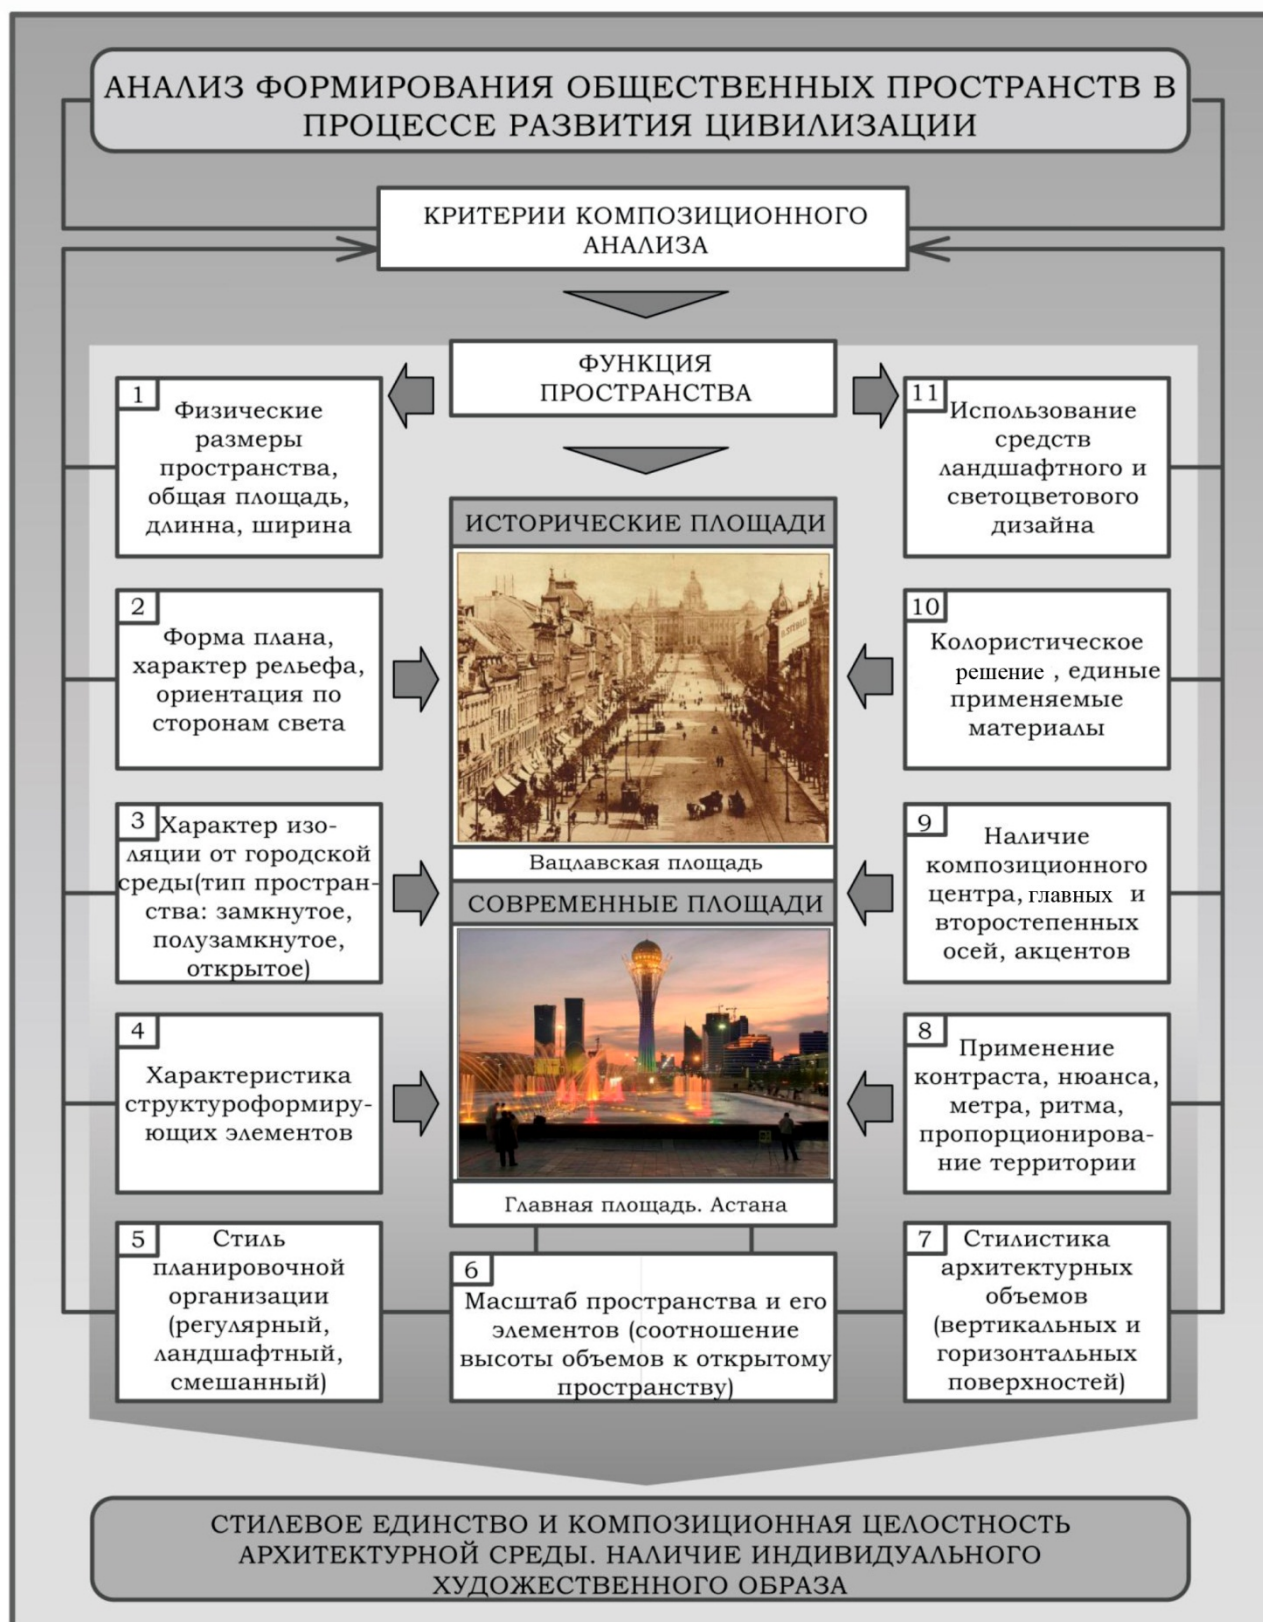 АНАЛИЗ ФОРМИРОВАНИЯ ОБЩЕСТВЕННЫХ ПРОСТРАНСТВ В
ПРОЦЕССЕ РАЗВИТИЯ ЦИВИЛИЗАЦИИ
КРИТЕРИИ КОМПОЗИЦИОННОГО
АНАЛИЗА
ФУНКЦИЯ
ПРОСТРАНСТВА
1
Физические
размеры
пространства,
общая площадь,
длинна, ширина
2
Форма плана,
характер рельефа,
ориентация по
сторонам света
3
Характер изо-
ляции от городской
среды(тип простран-
ства: замкнутое,
полузамкнутое,
открытое)
4
Характеристика
структуроформиру-
ющих элементов
5
Стиль
планировочной
организации
(регулярный,
ландшафтный,
смешанный)
ИСТОРИЧЕСКИЕ ПЛОЩАДИ
Вацлавская площадь
СОВРЕМЕННЫЕ ПЛОЩАДИ
Главная площадь. Астана
6
Масштаб пространства и его
элементов (соотношение
высоты объемов к открытому
пространству)
11
Использование
средств
ландшафтного и
светоцветового
дизайна
10
Колористическое
решение , единые
применяемые
материалы
9
Наличие
композиционного
центра, главных и
второстепенных
осей, акцентов
8
Применение
контраста, нюанса,
метра, ритма,
пропорционирова-
ние территории
7
Стилистика
архитектурных
объемов
(вертикальных и
горизонтальных
поверхностей)
СТИЛЕВОЕ ЕДИНСТВО И КОМПОЗИЦИОННАЯ ЦЕЛОСТНОСТЬ
АРХИТЕКТУРНОЙ СРЕДЫ. НАЛИЧИЕ ИНДИВИДУАЛЬНОГО
ХУДОЖЕСТВЕННОГО ОБРАЗА